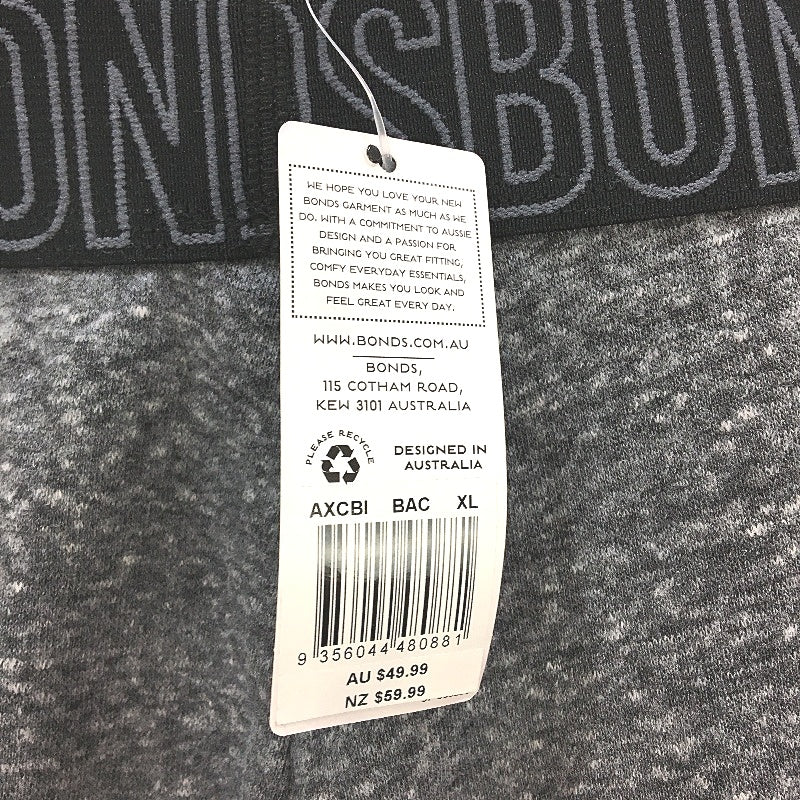 ONDSBON
WE HOPE YOU LOVE YOUR NEW
BONDS GARMENT AS MUCH AS WE
DO. WITH A COMMITMENT TO AUSSIE
DESIGN AND A PASSION FOR
BRINGING YOU GREAT FITTING,
COMFY EVERYDAY ESSENTIALS,
BONDS MAKES YOU LOOK AND
FEEL GREAT EVERY DAY.
WWW.BONDS.COM.AU
BONDS,
115 COTHAM ROAD,
KEW 3101 AUSTRALIA
PLEASE RECYCLE
DESIGNED IN
AUSTRALIA
AXCBI BAC XL
9 356044 480881
AU $49.99
NZ $59.99